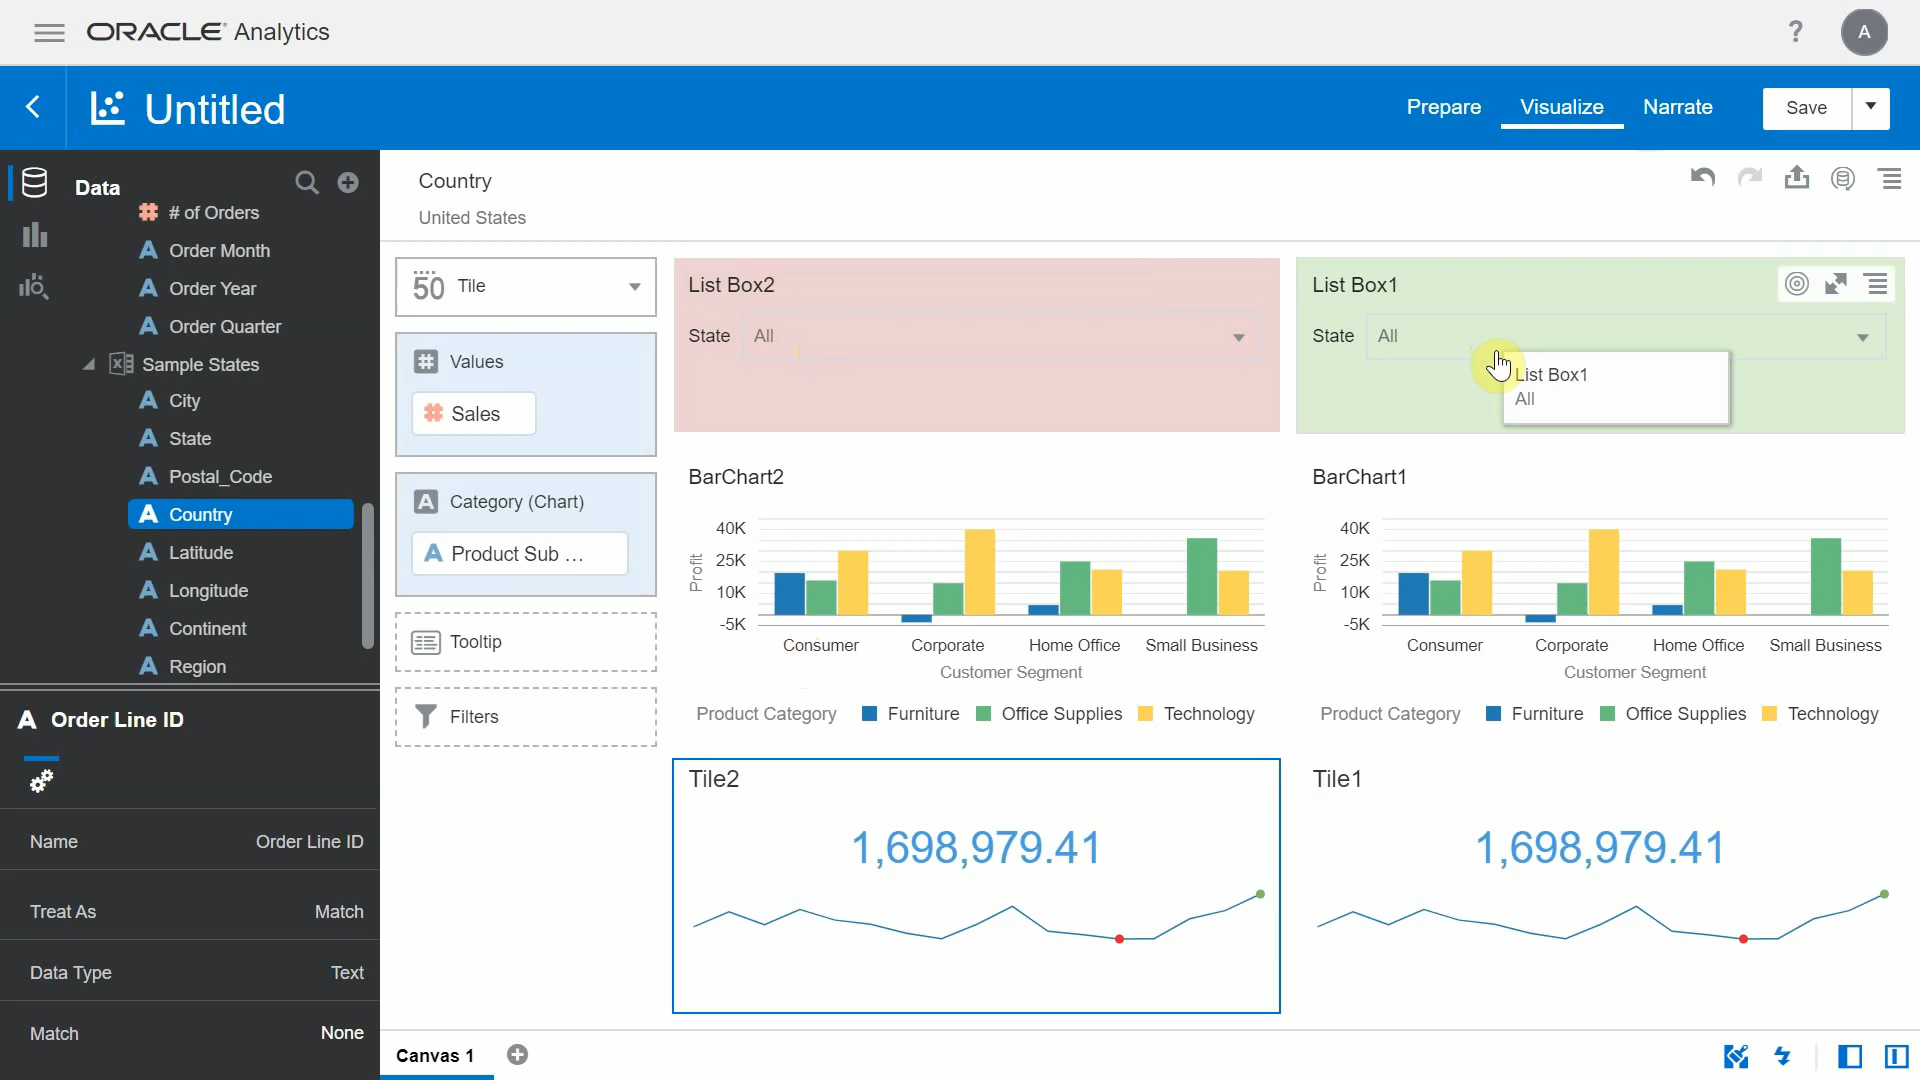 ORACLE Analytics
?
A
Untitled
Prepare
Visualize
Narrate
Save
Data
# of Orders
Order Month
Order Year
Order Quarter
Sample States
City
State
Postal_Code
Country
Latitude
Longitude
Continent
Region
Order Line ID
Name
Order Line ID
Treat As
Match
Data Type
Text
Match
None
Country
United States
50
Tile
Values
Sales
Category (Chart)
Product Sub ...
Tooltip
Filters
List Box2
State
All
List Box1
State
All
List Box1
All
BarChart2
40K
25K
10K
-5K
Profit
Consumer
Corporate
Home Office
Small Business
Customer Segment
Product Category
Furniture
Office Supplies
Technology
BarChart1
40K
25K
10K
-5K
Profit
Consumer
Corporate
Home Office
Small Business
Customer Segment
Product Category
Furniture
Office Supplies
Technology
Tile2
1,698,979.41
Tile1
1,698,979.41
Canvas 1